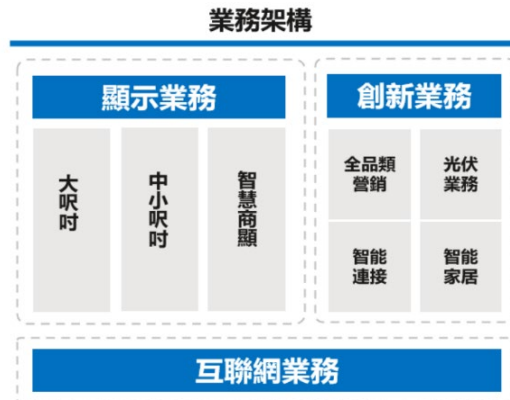 業務架構
顯示業務
大呎吋
中小呎吋
智慧商顯
創新業務
全品類
營銷
光伏
業務
智能
連接
智能
家居
互聯網業務